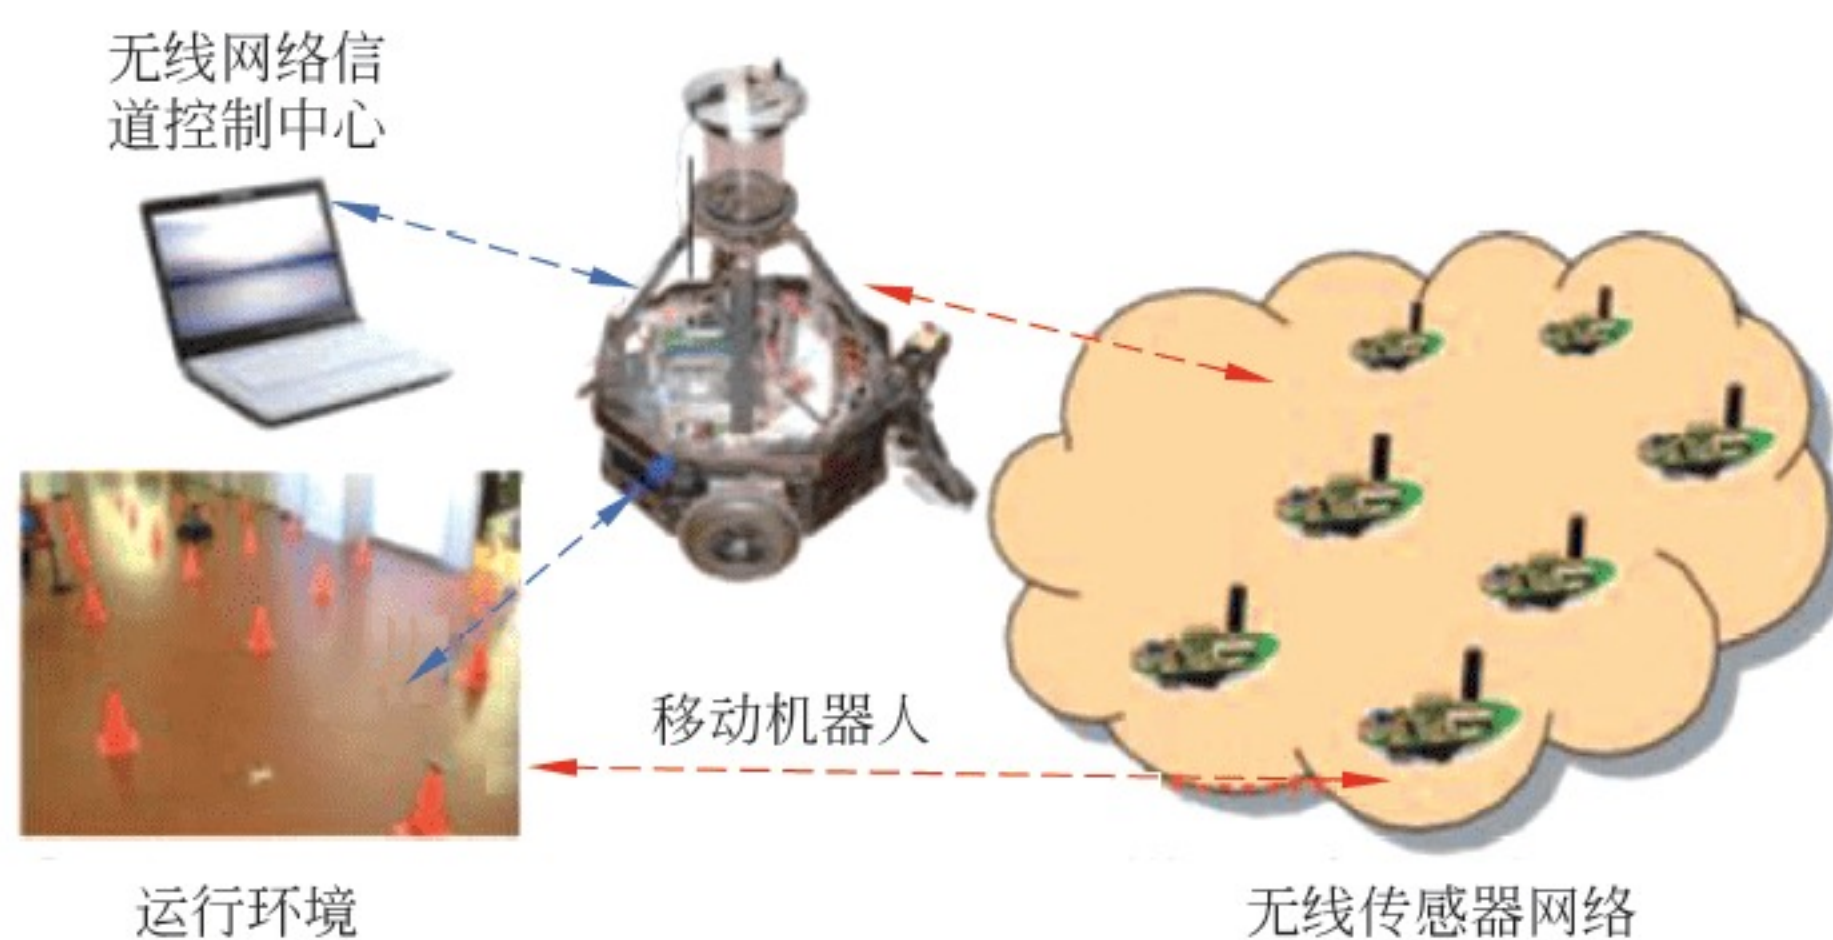 无线网络信
道控制中心
移动机器人
运行环境
无线传感器网络